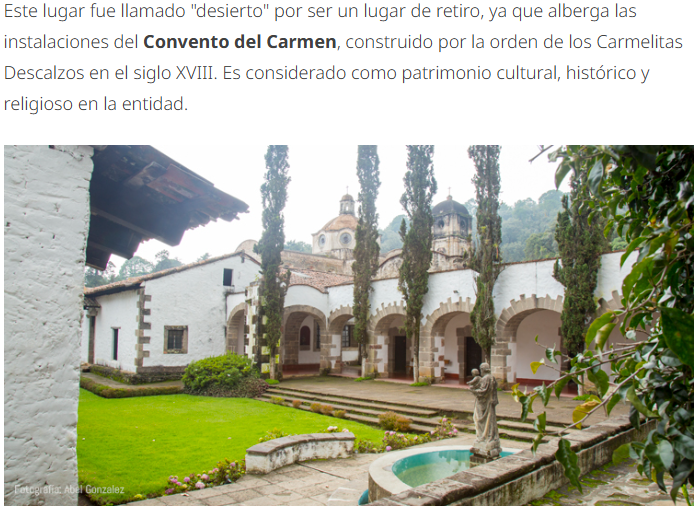 Este lugar fue llamado "desierto" por ser un lugar de retiro, ya que alberga las
instalaciones del Convento del Carmen, construido por la orden de los Carmelitas
Descalzos en el siglo XVIII. Es considerado como patrimonio cultural, histórico y
religioso en la entidad.
Fotografía: Abel Gonzalez